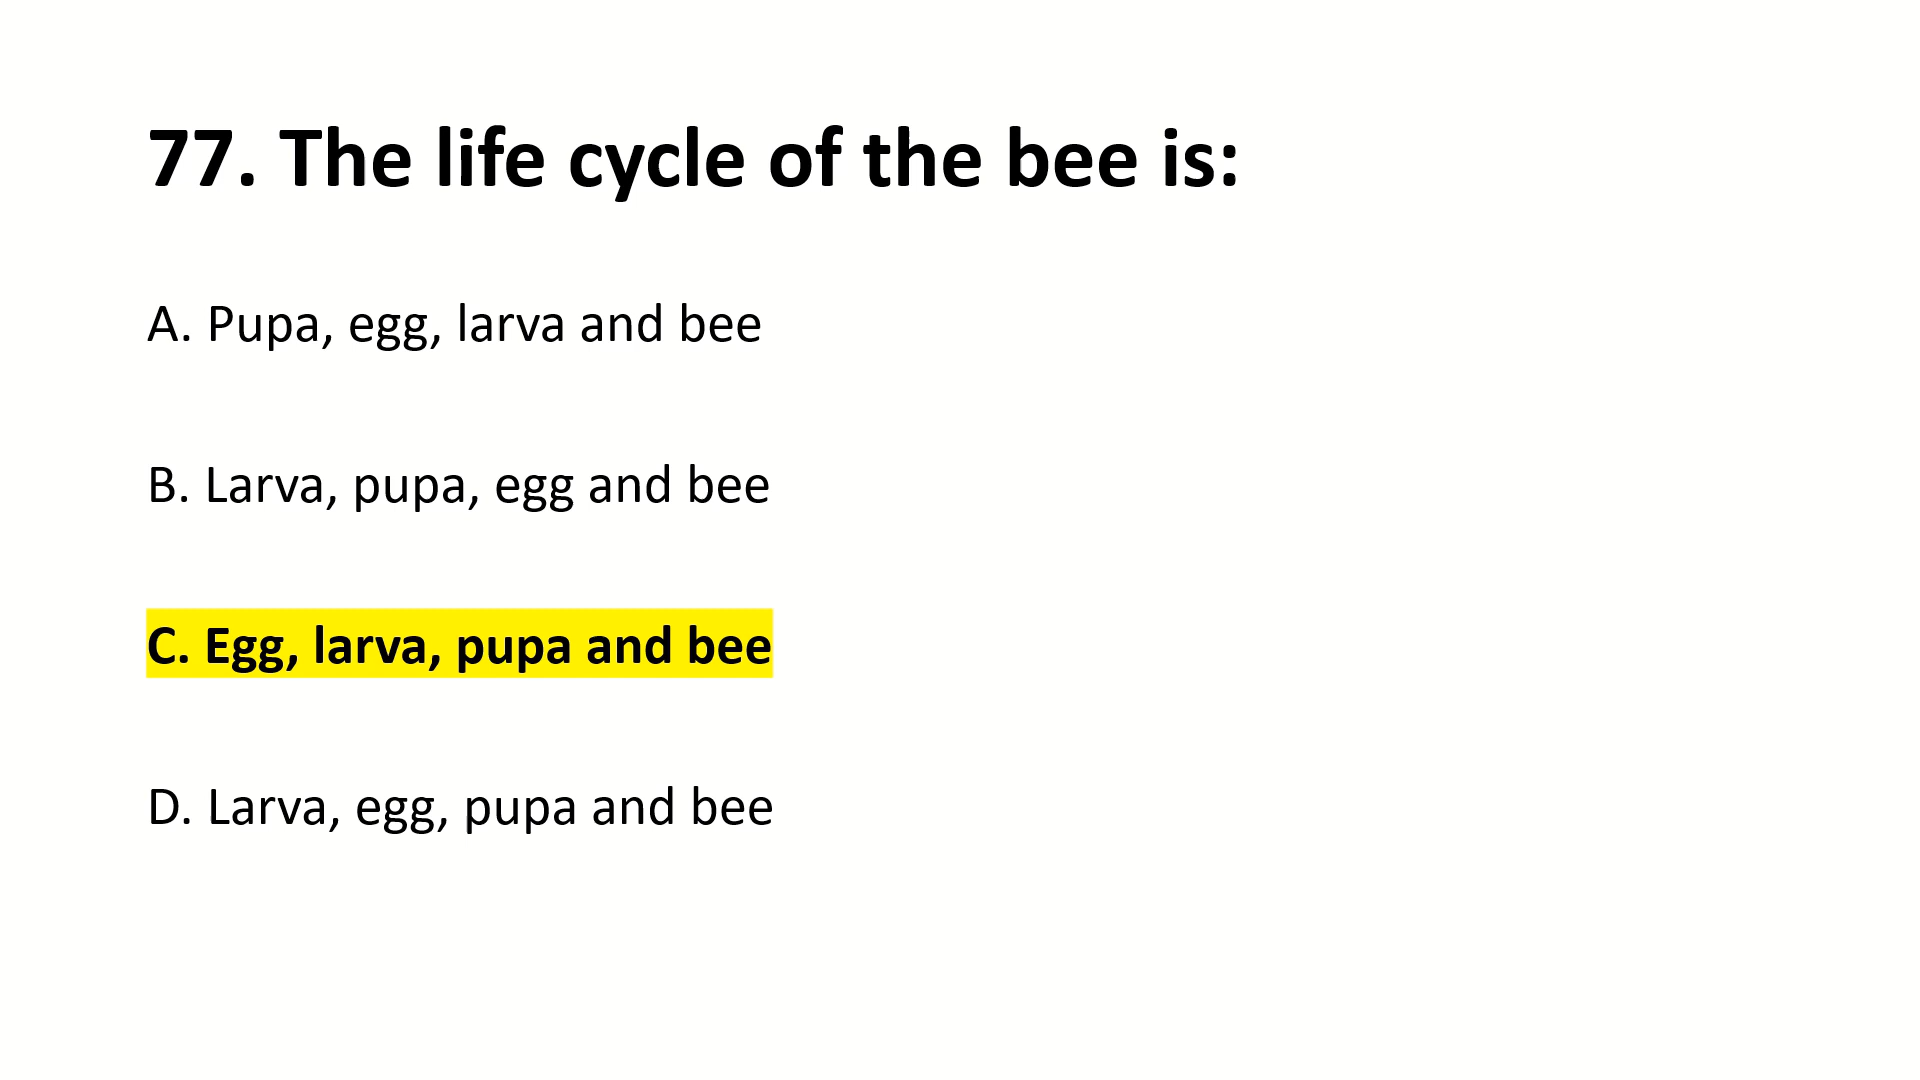 77. The life cycle of the bee is:
A. Pupa, egg, larva and bee
B. Larva, pupa, egg and bee
C. Egg, larva, pupa and bee
D. Larva, egg, pupa and bee